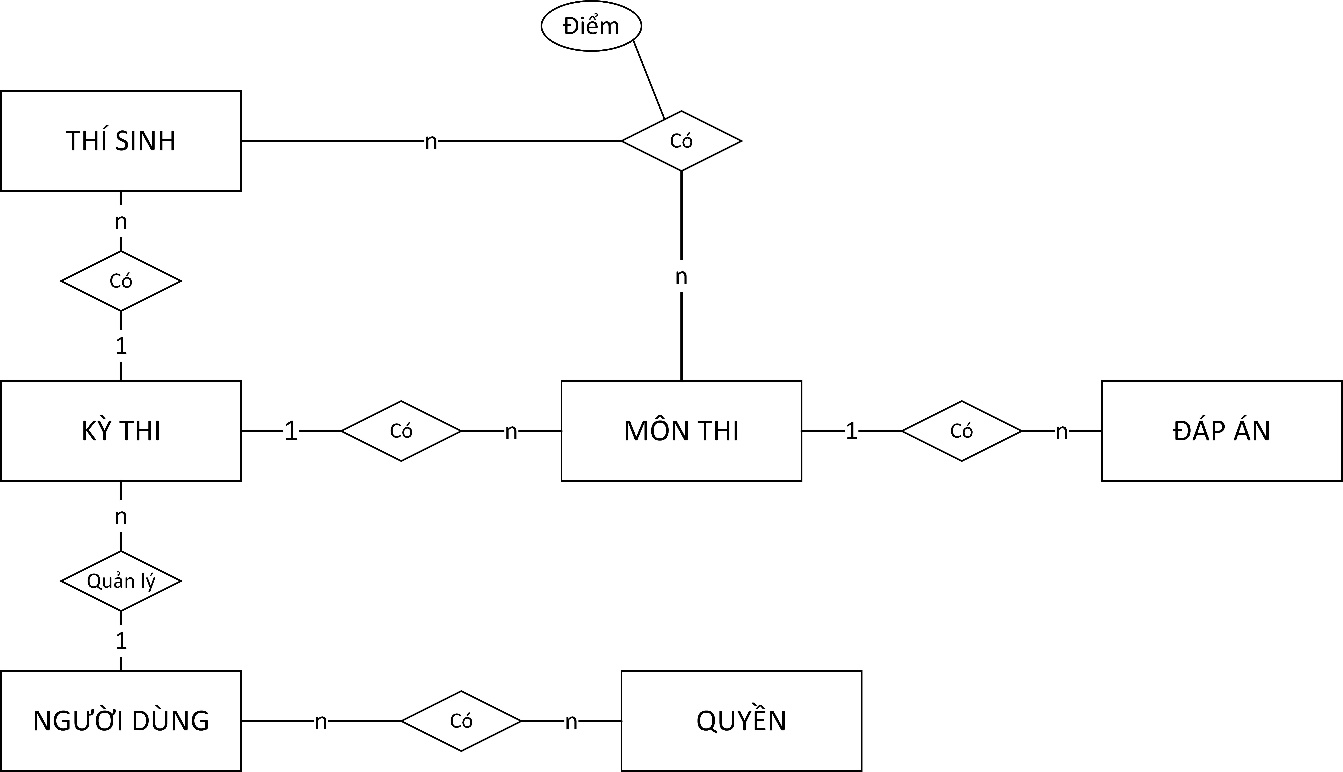 Điểm
THÍ SINH
n
Có
n
Có
n
1
KỲ THI
1
Có
n
MÔN THI
1
Có
n
ĐÁP ÁN
n
Quản lý
1
NGƯỜI DÙNG
n
Có
n
QUYỀN